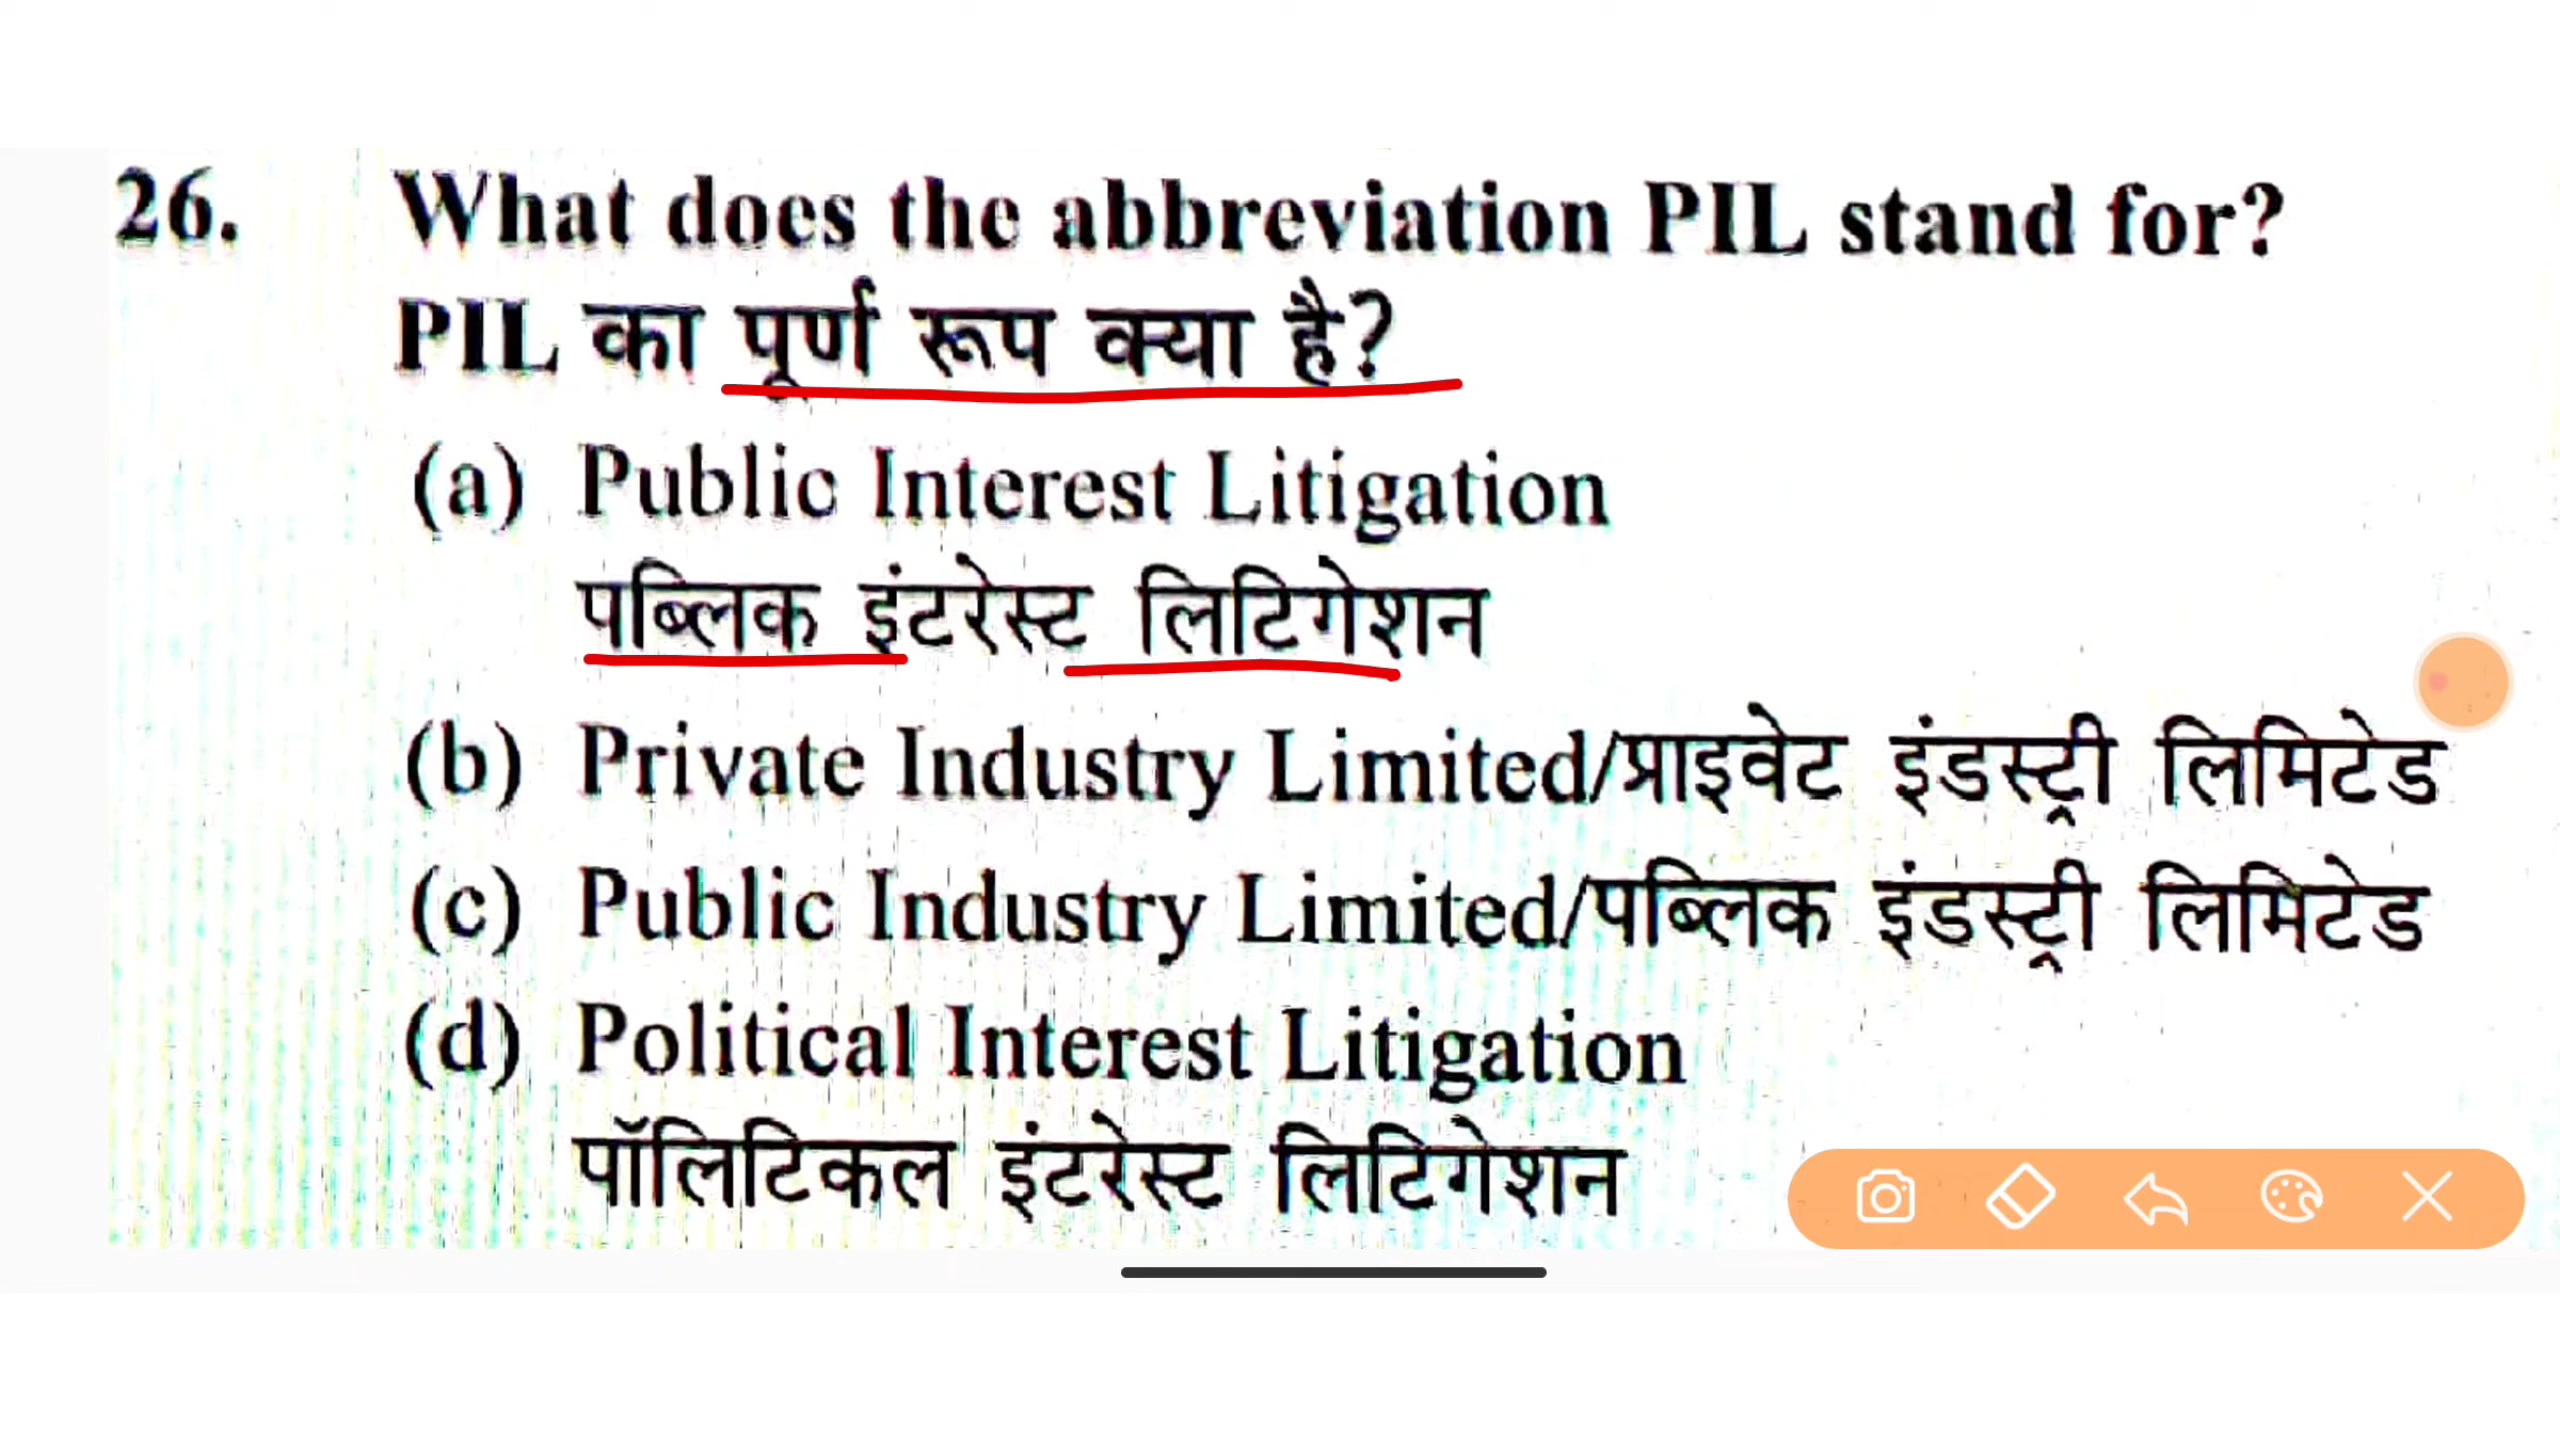 26. What does the abbreviation PIL stand for?
PIL का पूर्ण रूप क्या है?
(a) Public Interest Litigation
पब्लिक इंटरेस्ट लिटिगेशन
(b) Private Industry Limited/प्राइवेट इंडस्ट्री लिमिटेड
(c) Public Industry Limited/पब्लिक इंडस्ट्री लिमिटेड
(d) Political Interest Litigation
पॉलिटिकल इंटरेस्ट लिटिगेशन